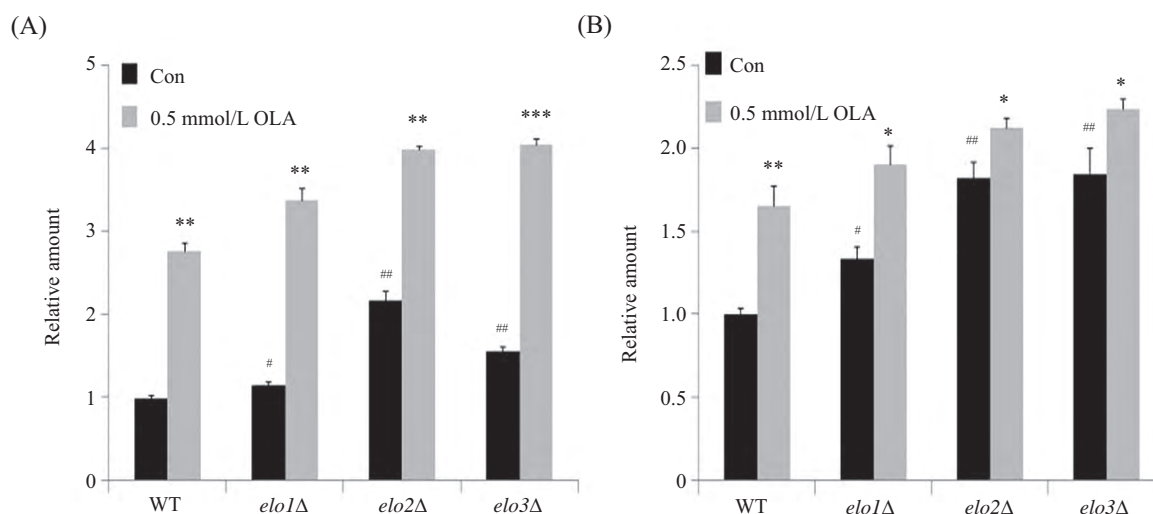 (A)
5
4
3
2
1
0
Relative amount
Con
0.5 mmol/L OLA
**
#
**
##
**
##
***
WT elo1Δ elo2Δ elo3Δ
(B)
2.5
2.0
1.5
1.0
0.5
0
Relative amount
Con
0.5 mmol/L OLA
**
#
*
##
*
##
*
WT elo1Δ elo2Δ elo3Δ